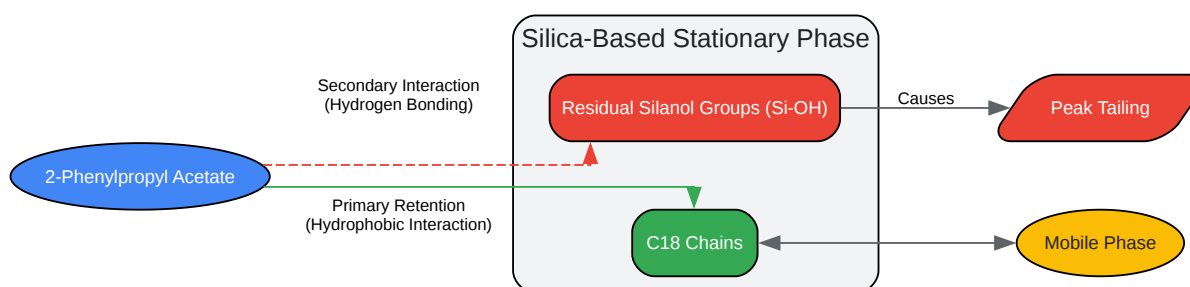 Silica-Based Stationary Phase
Secondary Interaction
(Hydrogen Bonding)
Residual Silanol Groups (Si-OH)
Causes
Peak Tailing
2-Phenylpropyl Acetate
Primary Retention
(Hydrophobic Interaction)
C18 Chains
Mobile Phase